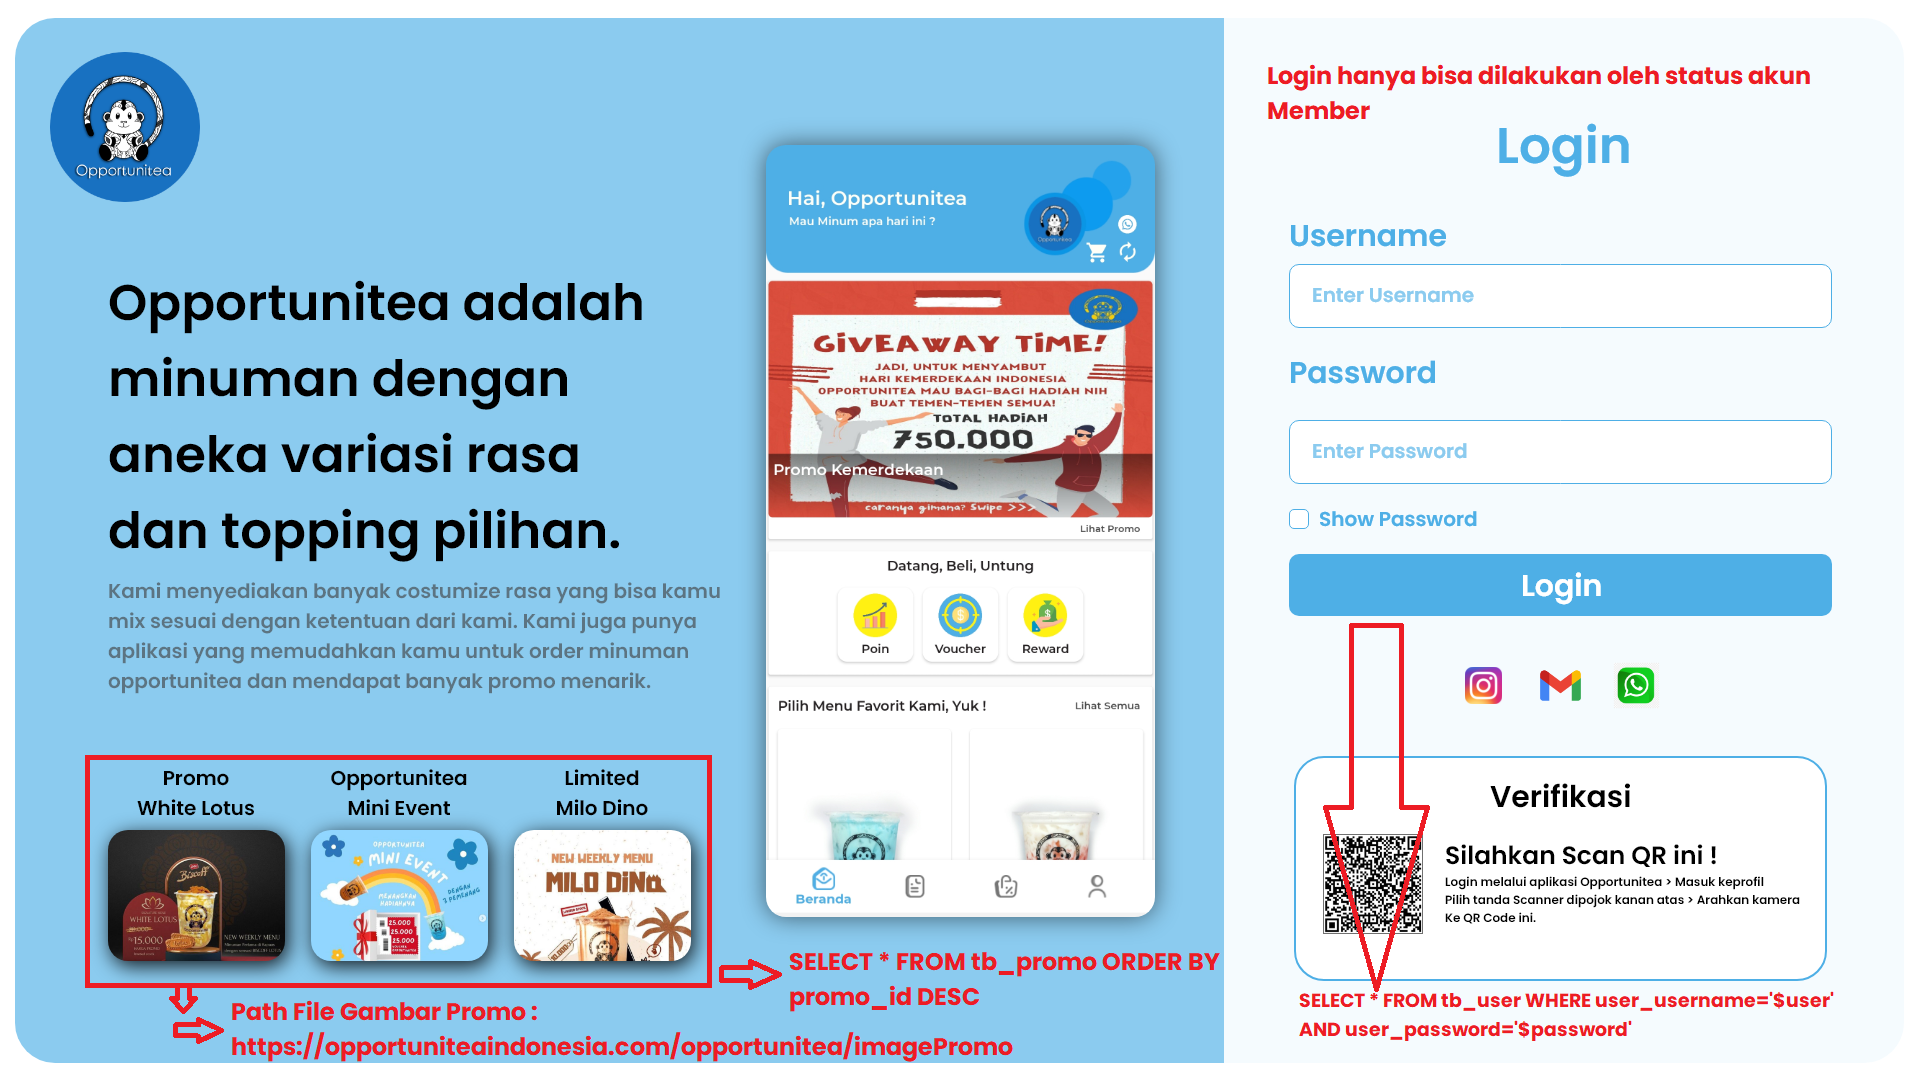 Opportunitea
Opportunitea adalah
minuman dengan
aneka variasi rasa
dan topping pilihan.
Kami menyediakan banyak costumize rasa yang bisa kamu
mix sesuai dengan ketentuan dari kami. Kami juga punya
aplikasi yang memudahkan kamu untuk order minuman
opportunitea dan mendapat banyak promo menarik.
Promo
White Lotus
Opportunitea
Mini Event
Limited
Milo Dino
Biscoff
WHITE LOTUS
15.000
NEW WEEKLY MENU
OPPORTUNITEA
MINI EVENT
MENANGKAN
HADIAHNYA
DENGAN
2 PEMENANG
25.000
25.000
25.000
NEW WEEKLY MENU
MILO DINO
Path File Gambar Promo :
https://opportuniteaindonesia.com/opportunitea/imagePromo
SELECT * FROM tb_promo ORDER BY
promo_id DESC
Hai, Opportunitea
Mau Minum apa hari ini ?
Opportunitea
GIVEAWAY TIME!
JADI, UNTUK MENYAMBUT
HARI KEMERDEKAAN INDONESIA
OPPORTUNITEA MAU BAGI-BAGI HADIAH NIH
BUAT TEMEN-TEMEN SEMUA!
TOTAL HADIAH
750.000
Promo Kemerdekaan
caranya gimana? Swipe >>>
Lihat Promo
Datang, Beli, Untung
Poin
Voucher
Reward
Pilih Menu Favorit Kami, Yuk !
Lihat Semua
Beranda
Login hanya bisa dilakukan oleh status akun
Member
Login
Username
Enter Username
Password
Enter Password
Show Password
Login
Verifikasi
Silahkan Scan QR ini !
Login melalui aplikasi Opportunitea > Masuk keprofil
Pilih tanda Scanner dipojok kanan atas > Arahkan kamera
Ke QR Code ini.
SELECT * FROM tb_user WHERE user_username='$user'
AND user_password='$password'